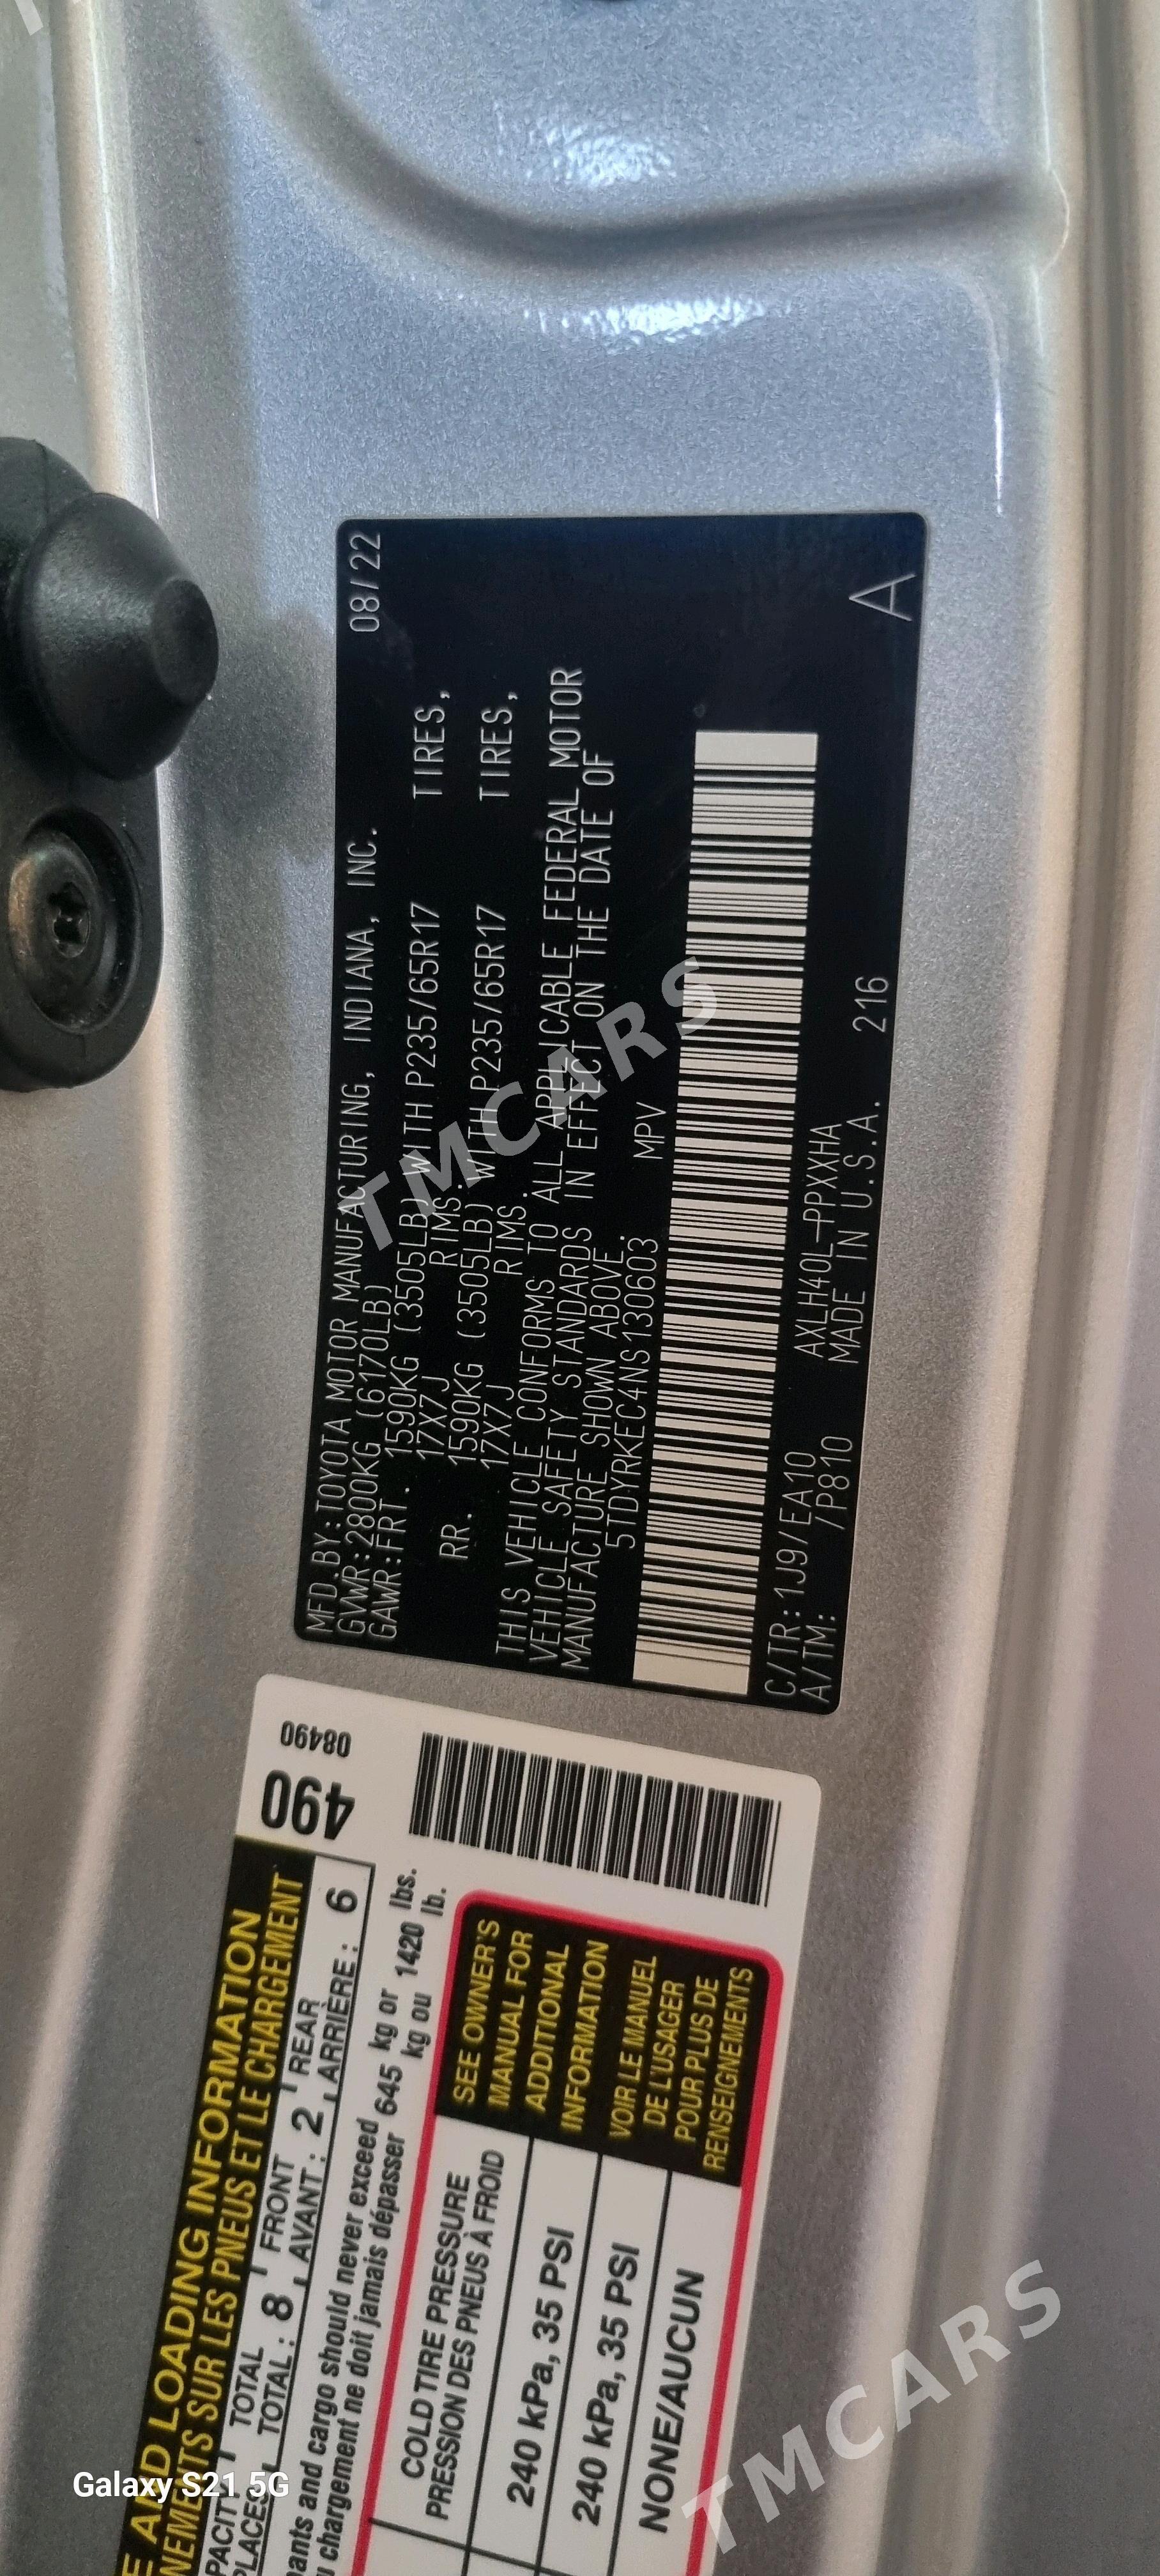 MFD.BY:TOYOTA MOTOR MANUFACTURING, INDIANA, INC. 08/22
GVWR:2800KG (6170LB)
GAWR:FRT. 1590KG (3505LB) WITH P235/65R17 TIRES,
17X7J RIMS.
RR. 1590KG (3505LB) WITH P235/65R17 TIRES,
17X7J RIMS.
THIS VEHICLE CONFORMS TO ALL APPLICABLE FEDERAL MOTOR
VEHICLE SAFETY STANDARDS IN EFFECT ON THE DATE OF
MANUFACTURE SHOWN ABOVE.
5TDYRKEC4NS130603 MPV
C/TR:1J9/EA10 AXLH40L-PPXXHA
A/TM: /P810 MADE IN U.S.A. 216 A
AND LOADING INFORMATION
SUR LES PNEUS ET LE CHARGEMENT
490
08490
TOTAL FRONT REAR
TOTAL : 8 AVANT : 2 ARRIÈRE : 6
and cargo should never exceed 645 kg or 1420 lbs.
chargement ne doit jamais dépasser kg ou lb.
COLD TIRE PRESSURE
PRESSION DES PNEUS À FROID
240 kPa, 35 PSI
240 kPa, 35 PSI
NONE/AUCUN
SEE OWNER'S
MANUAL FOR
ADDITIONAL
INFORMATION
VOIR LE MANUEL
DE L'USAGER
POUR PLUS DE
RENSEIGNEMENTS
TMCARS
TMCARS
Galaxy S21 5G